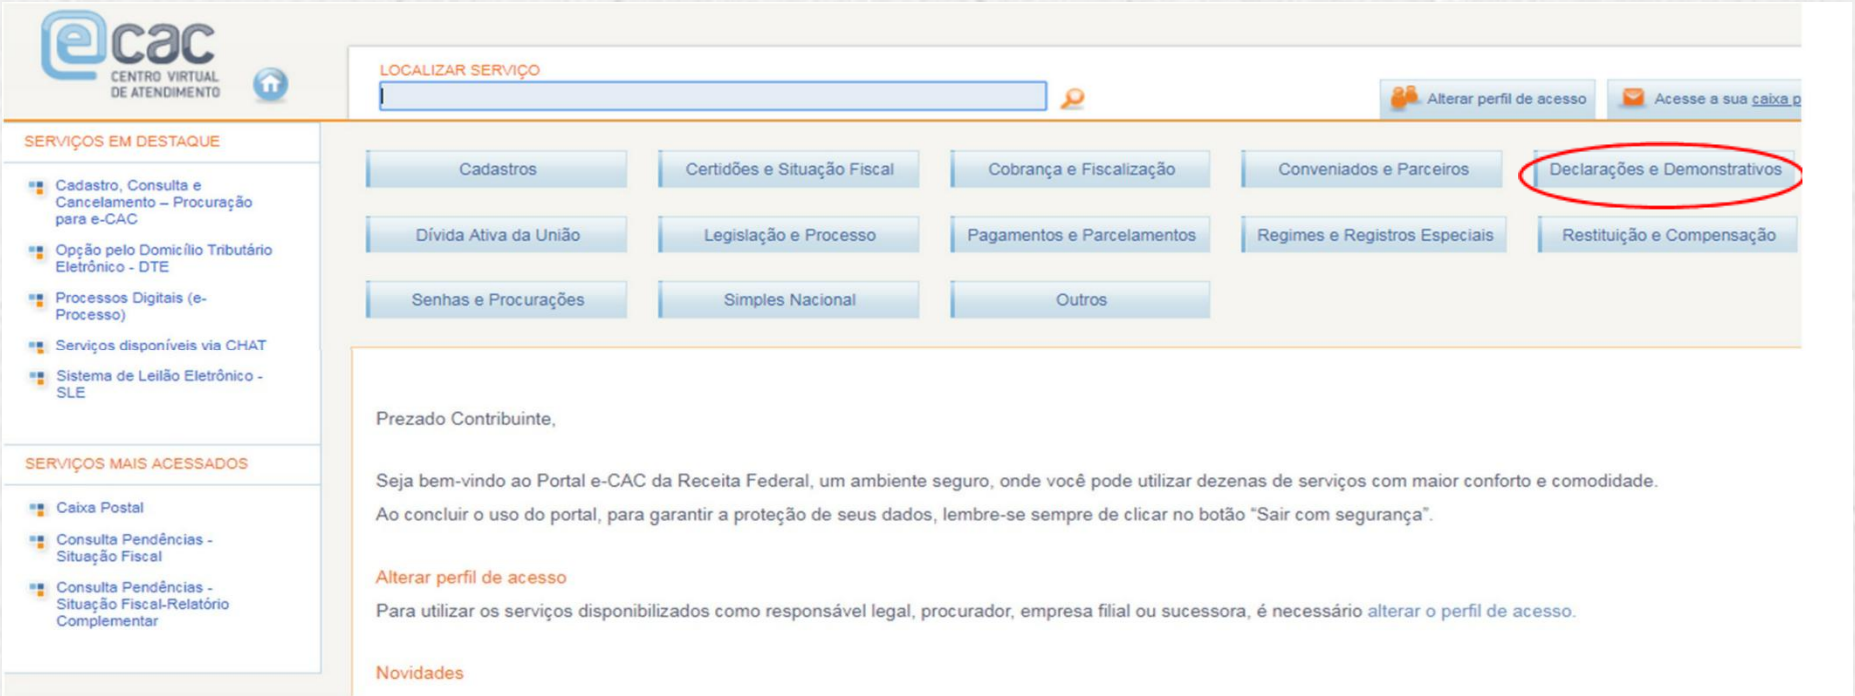 e cac
CENTRO VIRTUAL
DE ATENDIMENTO
LOCALIZAR SERVIÇO
Alterar perfil de acesso
Acesse a sua caixa p
SERVIÇOS EM DESTAQUE
Cadastro, Consulta e
Cancelamento – Procuração
para e-CAC
Opção pelo Domicílio Tributário
Eletrônico - DTE
Processos Digitais (e-
Processo)
Serviços disponíveis via CHAT
Sistema de Leilão Eletrônico -
SLE
SERVIÇOS MAIS ACESSADOS
Caixa Postal
Consulta Pendências -
Situação Fiscal
Consulta Pendências -
Situação Fiscal-Relatório
Complementar
Cadastros
Certidões e Situação Fiscal
Cobrança e Fiscalização
Conveniados e Parceiros
Declarações e Demonstrativos
Dívida Ativa da União
Legislação e Processo
Pagamentos e Parcelamentos
Regimes e Registros Especiais
Restituição e Compensação
Senhas e Procurações
Simples Nacional
Outros
Prezado Contribuinte,
Seja bem-vindo ao Portal e-CAC da Receita Federal, um ambiente seguro, onde você pode utilizar dezenas de serviços com maior conforto e comodidade.
Ao concluir o uso do portal, para garantir a proteção de seus dados, lembre-se sempre de clicar no botão “Sair com segurança”.
Alterar perfil de acesso
Para utilizar os serviços disponibilizados como responsável legal, procurador, empresa filial ou sucessora, é necessário alterar o perfil de acesso.
Novidades